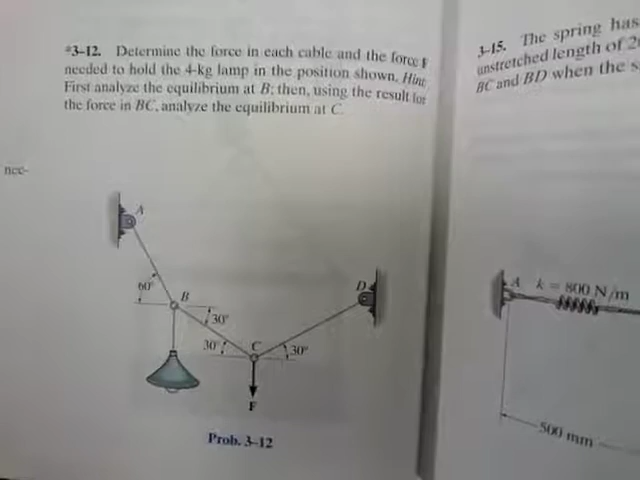 *3-12. Determine the force in each cable and the force F
needed to hold the 4-kg lamp in the position shown. Hint:
First analyze the equilibrium at B; then, using the result for
the force in BC, analyze the equilibrium at C.
nce-
A
60°
B
30°
30°
C
30°
D
F
Prob. 3-12
3-15. The spring has
unstretched length of 2
BC and BD when the s
A k = 800 N/m
500 mm